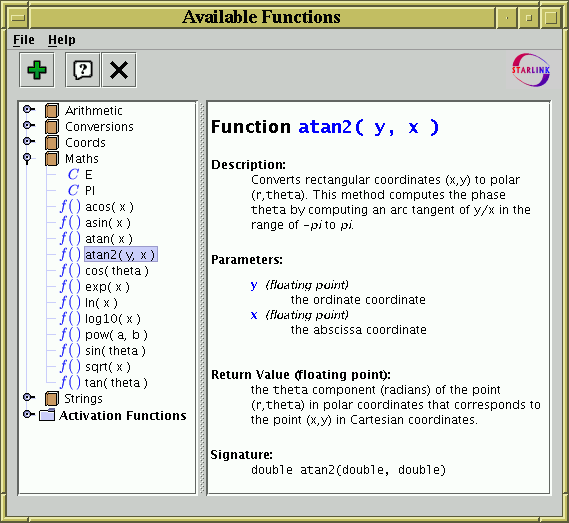 Available Functions
File Help
STARLINK
Arithmetic
Conversions
Coords
Maths
C E
C PI
f() acos( x )
f() asin( x )
f() atan( x )
f() atan2( y, x )
f() cos( theta )
f() exp( x )
f() ln( x )
f() log10( x )
f() pow( a, b )
f() sin( theta )
f() sqrt( x )
f() tan( theta )
Strings
Activation Functions
Function atan2( y, x )
Description:
Converts rectangular coordinates (x,y) to polar
(r,theta). This method computes the phase
theta by computing an arc tangent of y/x in the
range of -pi to pi.
Parameters:
y (floating point)
the ordinate coordinate
x (floating point)
the abscissa coordinate
Return Value (floating point):
the theta component (radians) of the point
(r,theta) in polar coordinates that corresponds to
the point (x,y) in Cartesian coordinates.
Signature:
double atan2(double, double)